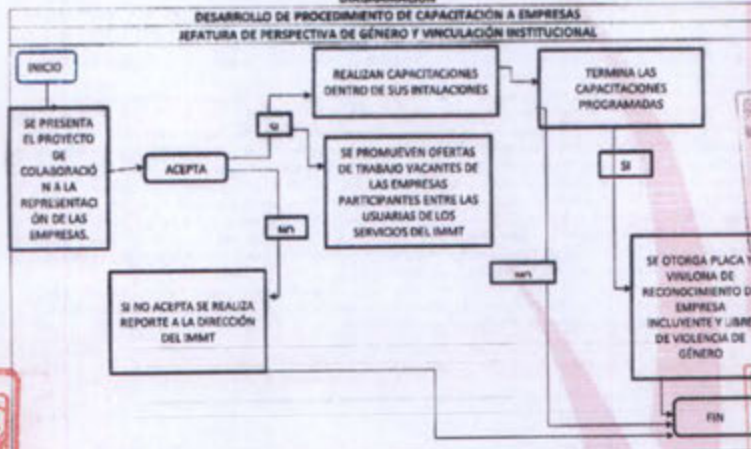 DESARROLLO DE PROCEDIMIENTO DE CAPACITACIÓN A EMPRESAS
JEFATURA DE PERSPECTIVA DE GÉNERO Y VINCULACIÓN INSTITUCIONAL
INICIO
SE PRESENTA
EL PROYECTO
DE
COLABORACIÓ
N A LA
REPRESENTACI
ÓN DE LAS
EMPRESAS.
ACEPTA
SI
NO
REALIZAN CAPACITACIONES
DENTRO DE SUS INTALACIONES
SE PROMUEVEN OFERTAS
DE TRABAJO VACANTES DE
LAS EMPRESAS
PARTICIPANTES ENTRE LAS
USUARIAS DE LOS
SERVICIOS DEL IMMT
SI NO ACEPTA SE REALIZA
REPORTE A LA DIRECCIÓN
DEL IMMT
TERMINA LAS
CAPACITACIONES
PROGRAMADAS
SI
NO
SE OTORGA PLACA Y
VINILONA DE
RECONOCIMIENTO D
EMPRESA
INCLUYENTE Y LIBRE
DE VIOLENCIA DE
GÉNERO
FIN